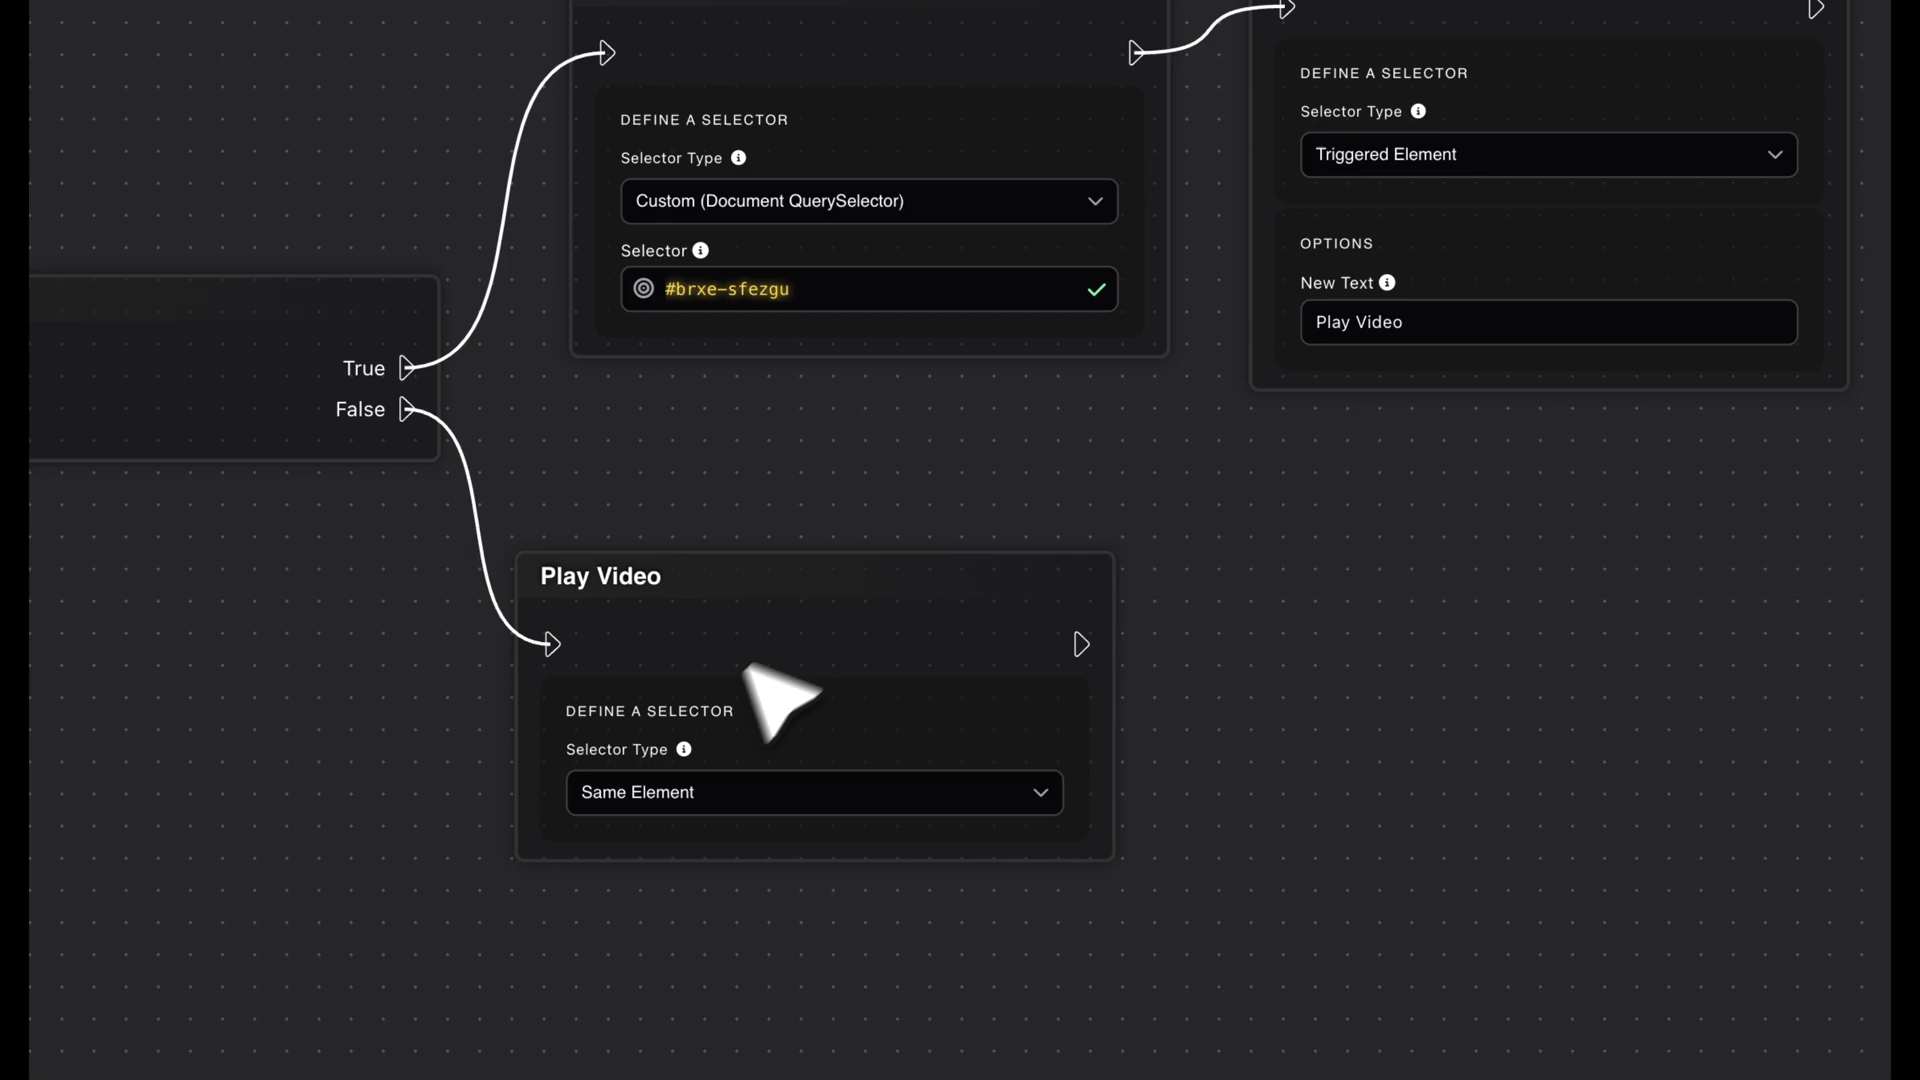 DEFINE A SELECTOR
Selector Type
Custom (Document QuerySelector)
Selector
#brxe-sfezgu
DEFINE A SELECTOR
Selector Type
Triggered Element
OPTIONS
New Text
Play Video
True
False
Play Video
DEFINE A SELECTOR
Selector Type
Same Element